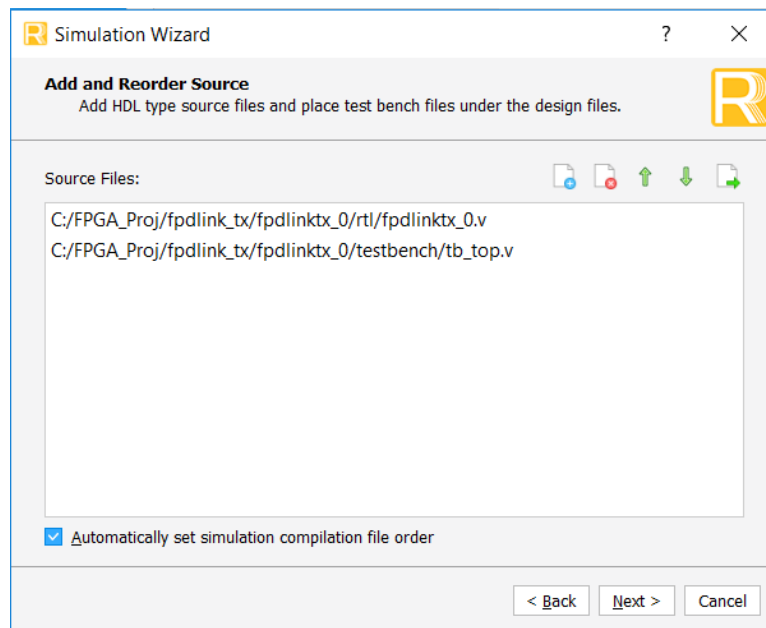 Simulation Wizard
Add and Reorder Source
Add HDL type source files and place test bench files under the design files.
Source Files:
C:/FPGA_Proj/fpdlink_tx/fpdlinktx_0/rtl/fpdlinktx_0.v
C:/FPGA_Proj/fpdlink_tx/fpdlinktx_0/testbench/tb_top.v
Automatically set simulation compilation file order
< Back Next > Cancel